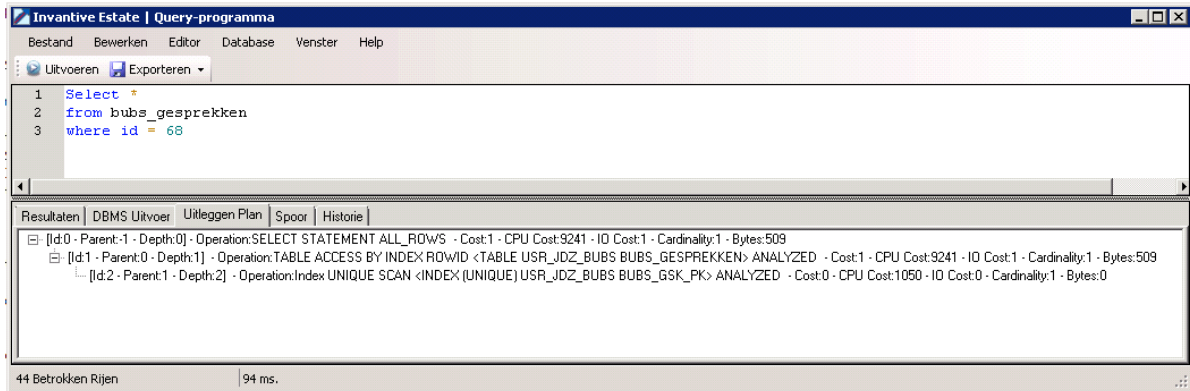 Invantive Estate | Query-programma
Bestand Bewerken Editor Database Venster Help
Uitvoeren Exporteren
1 Select *
2 from bubs_gesprekken
3 where id = 68
Resultaten DBMS Uitvoer Uitleggen Plan Spoor Historie
[Id:0 - Parent:-1 - Depth:0] - Operation:SELECT STATEMENT ALL_ROWS - Cost:1 - CPU Cost:9241 - IO Cost:1 - Cardinality:1 - Bytes:509
[Id:1 - Parent:0 - Depth:1] - Operation:TABLE ACCESS BY INDEX ROWID <TABLE USR_JDZ_BUBS BUBS_GESPREKKEN> ANALYZED - Cost:1 - CPU Cost:9241 - IO Cost:1 - Cardinality:1 - Bytes:509
[Id:2 - Parent:1 - Depth:2] - Operation:Index UNIQUE SCAN <INDEX (UNIQUE) USR_JDZ_BUBS BUBS_GSK_PK> ANALYZED - Cost:0 - CPU Cost:1050 - IO Cost:0 - Cardinality:1 - Bytes:0
44 Betrokken Rijen 94 ms.